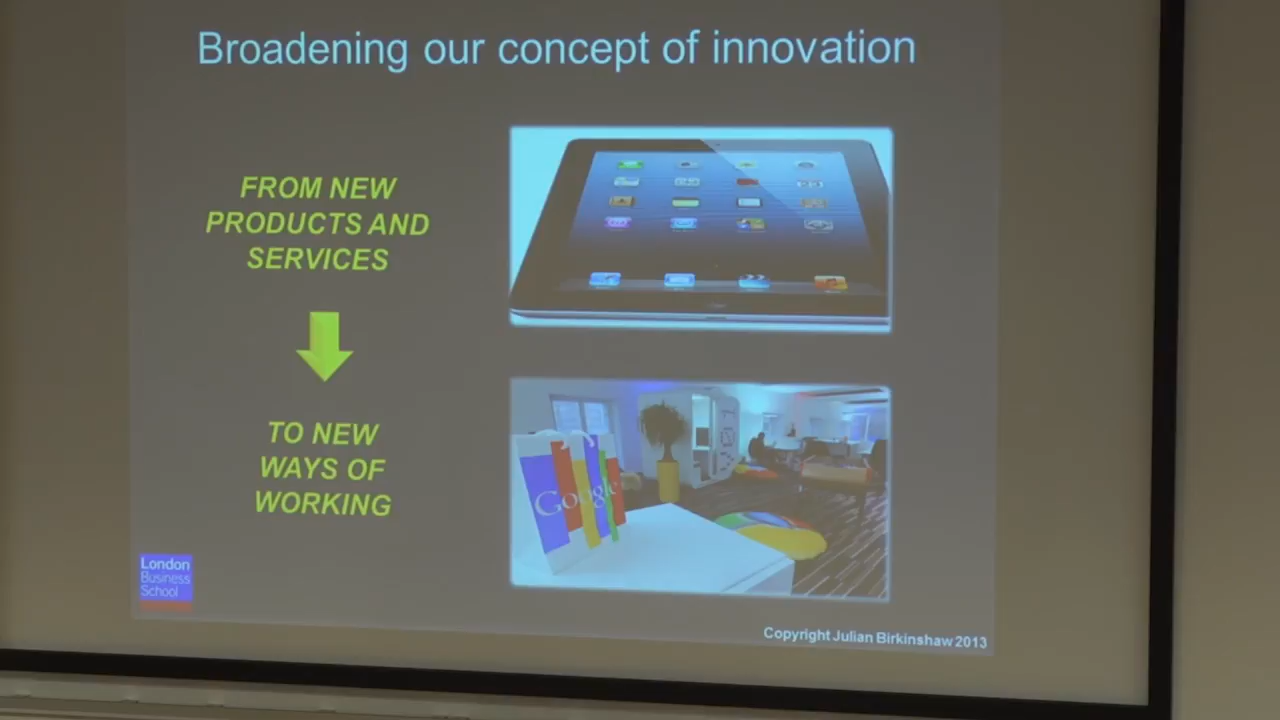 Broadening our concept of innovation
FROM NEW
PRODUCTS AND
SERVICES
TO NEW
WAYS OF
WORKING
Google
London
Business
School
Copyright Julian Birkinshaw 2013